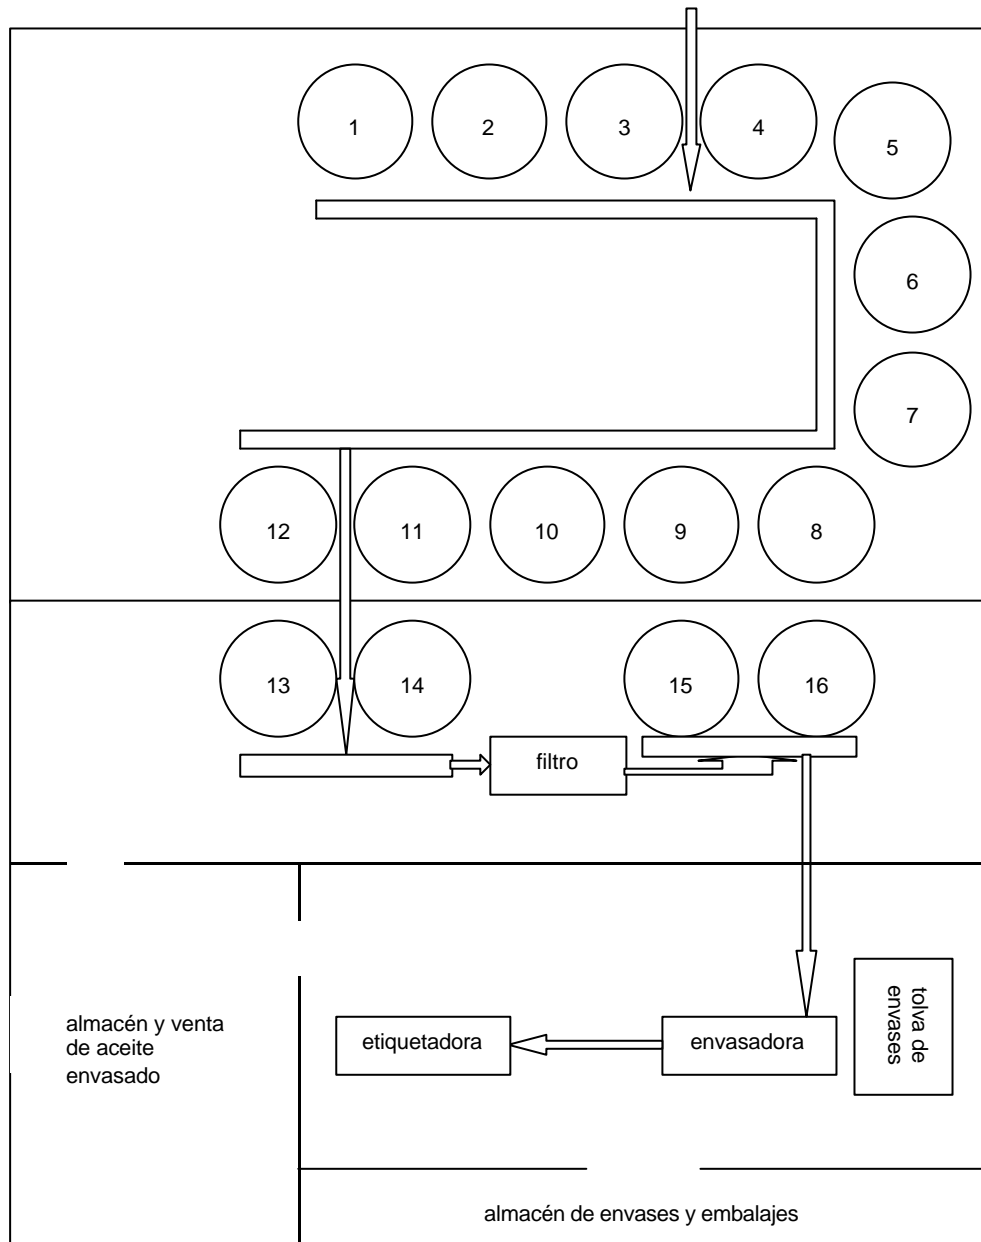 1
2
3
4
5
6
7
12
11
10
9
8
13
14
15
16
filtro
tolva de
envases
almacén y venta
de aceite
envasado
etiquetadora
envasadora
almacén de envases y embalajes